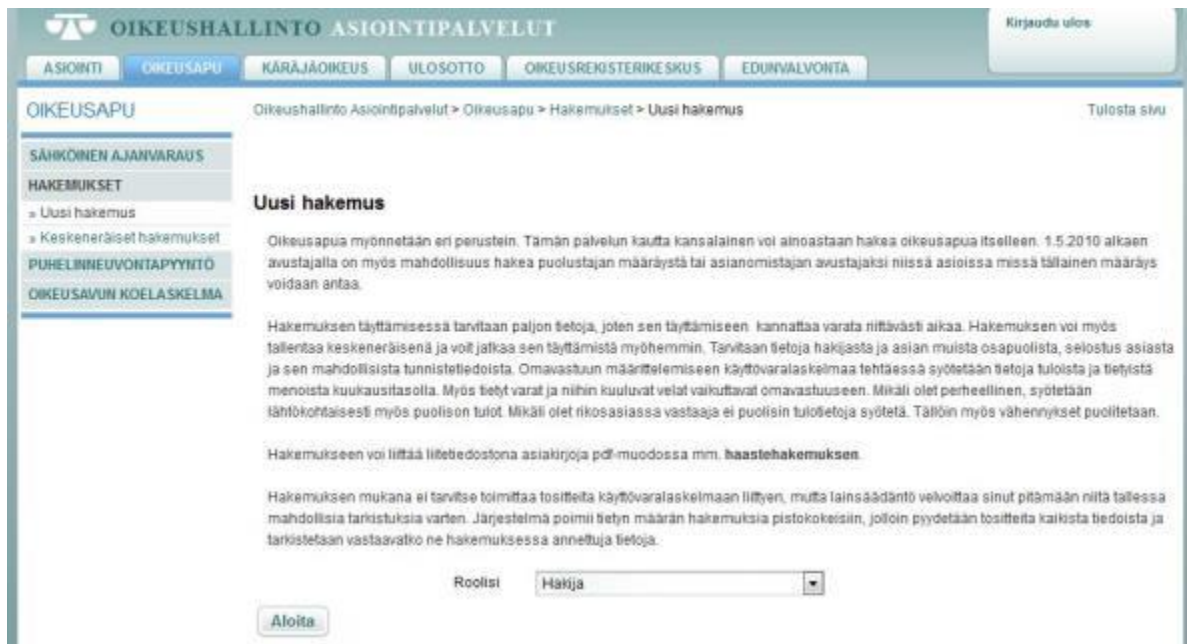 OIKEUSHALLINTO ASIOINTIPALVELUT
Kirjaudu ulos
ASIOINTI
OIKEUSAPU
KÄRÄJÄOIKEUS
ULOSOTTO
OIKEUSREKISTERIKESKUS
EDUNVALVONTA
OIKEUSAPU
Oikeushallinto Asiointipalvelut > Oikeusapu > Hakemukset > Uusi hakemus
Tulosta sivu
SÄHKÖINEN AJANVARAUS
HAKEMUKSET
» Uusi hakemus
» Keskeneräiset hakemukset
PUHELINNEUVONTAPYYNTÖ
OIKEUSAVUN KOELASKELMA
Uusi hakemus
Oikeusapua myönnetään eri perustein. Tämän palvelun kautta kansalainen voi ainoastaan hakea oikeusapua itselleen. 1.5.2010 alkaen
avustajalla on myös mahdollisuus hakea puolustajan määräystä tai asianomistajan avustajaksi niissä asioissa missä tällainen määräys
voidaan antaa.
Hakemuksen täyttämisessä tarvitaan paljon tietoja, joten sen täyttämiseen kannattaa varata riittävästi aikaa. Hakemuksen voi myös
tallentaa keskeneräisenä ja voit jatkaa sen täyttämistä myöhemmin. Tarvitaan tietoja hakijasta ja asian muista osapuolista, selostus asiasta
ja sen mahdollisista tunnistetiedoista. Omavastuun määrittelemiseen käyttövaralaskelmaa tehtäessä syötetään tietoja tuloista ja tietyistä
menoista kuukausitasolla. Myös tietyt varat ja niihin kuuluvat velat vaikuttavat omavastuuseen. Mikäli olet perheellinen, syötetään
lähtökohtaisesti myös puolison tulot. Mikäli olet rikosasiassa vastaaja ei puolisin tulotietoja syötetä. Tällöin myös vähennykset puolitetaan.
Hakemukseen voi liittää liitetiedostona asiakirjoja pdf-muodossa mm. haastehakemuksen.
Hakemuksen mukana ei tarvitse toimittaa tositteita käyttövaralaskelmaan liittyen, mutta lainsäädäntö velvoittaa sinut pitämään niitä tallessa
mahdollisia tarkistuksia varten. Järjestelmä poimii tietyn määrän hakemuksia pistokokeisiin, jolloin pyydetään tositteita kaikista tiedoista ja
tarkistetaan vastaavatko ne hakemuksessa annettuja tietoja.
Roolisi
Hakija
Aloita